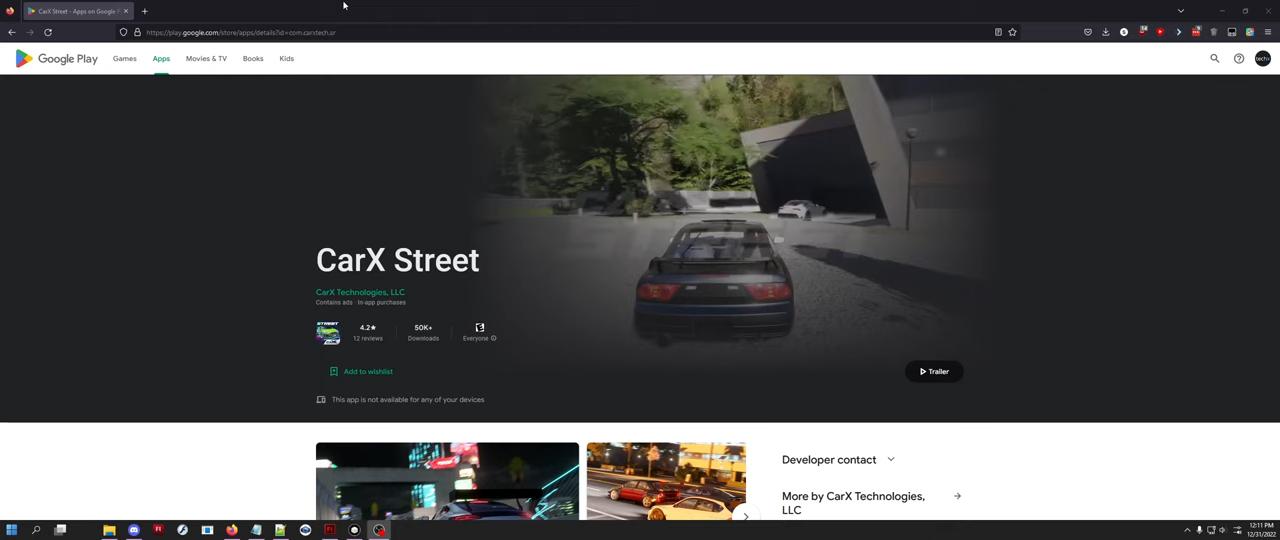 CarX Street - Apps on Google P
https://play.google.com/store/apps/details?id=com.carxtech.sr
Google Play
Games
Apps
Movies & TV
Books
Kids
techx
CarX Street
CarX Technologies, LLC
Contains ads
In-app purchases
4.2★
12 reviews
50K+
Downloads
E
Everyone
Add to wishlist
Trailer
This app is not available for any of your devices
Developer contact
More by CarX Technologies,
LLC
12:11 PM
12/31/2022